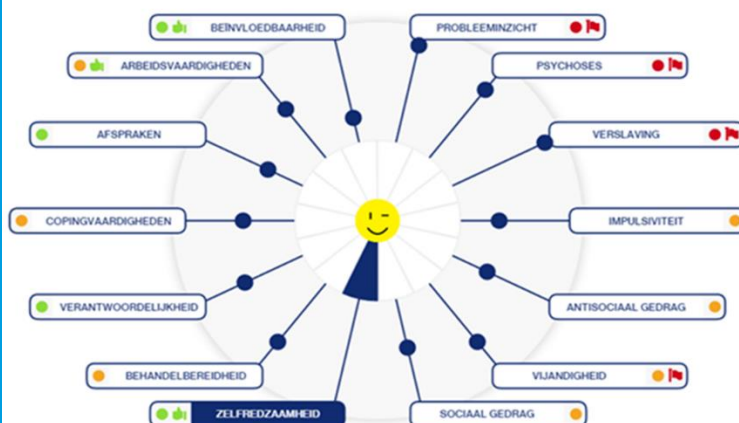 BEÏNVLOEDBAARHEID
PROBLEEMINZICHT
ARBEIDSVAARDIGHEDEN
PSYCHOSES
AFSPRAKEN
VERSLAVING
COPINGVAARDIGHEDEN
IMPULSIVITEIT
VERANTWOORDELIJKHEID
ANTISOCIAAL GEDRAG
BEHANDELBEREIDHEID
VIJANDIGHEID
ZELFREDZAAMHEID
SOCIAAL GEDRAG